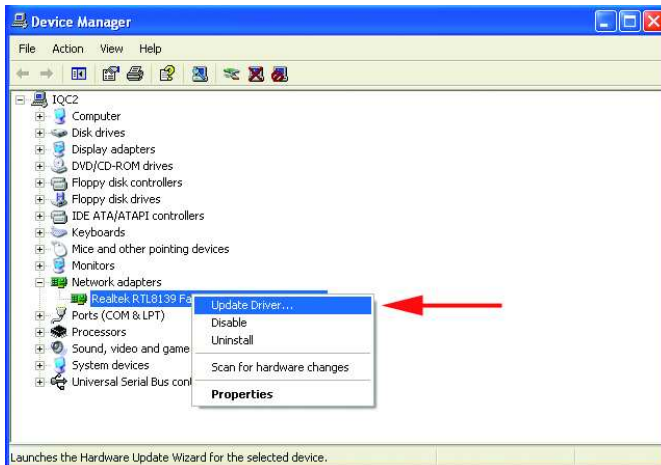 Device Manager
File Action View Help
IQC2
Computer
Disk drives
Display adapters
DVD/CD-ROM drives
Floppy disk controllers
Floppy disk drives
IDE ATA/ATAPI controllers
Keyboards
Mice and other pointing devices
Monitors
Network adapters
Realtek RTL8139 Fa
Update Driver...
Ports (COM & LPT)
Disable
Processors
Uninstall
Sound, video and game
System devices
Scan for hardware changes
Universal Serial Bus cont
Properties
Launches the Hardware Update Wizard for the selected device.